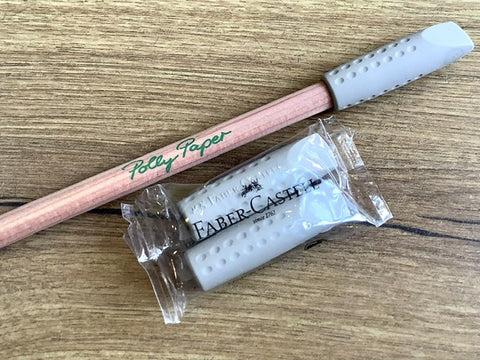 Polly Paper
FABER-CASTELL
since 1761